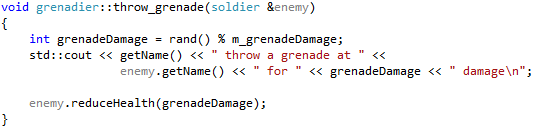 void grenadier::throw_grenade(soldier &enemy)
{
    int grenadeDamage = rand() % m_grenadeDamage;
    std::cout << getName() << " throw a grenade at " <<
                enemy.getName() << " for " << grenadeDamage << " damage\n";

    enemy.reduceHealth(grenadeDamage);
}